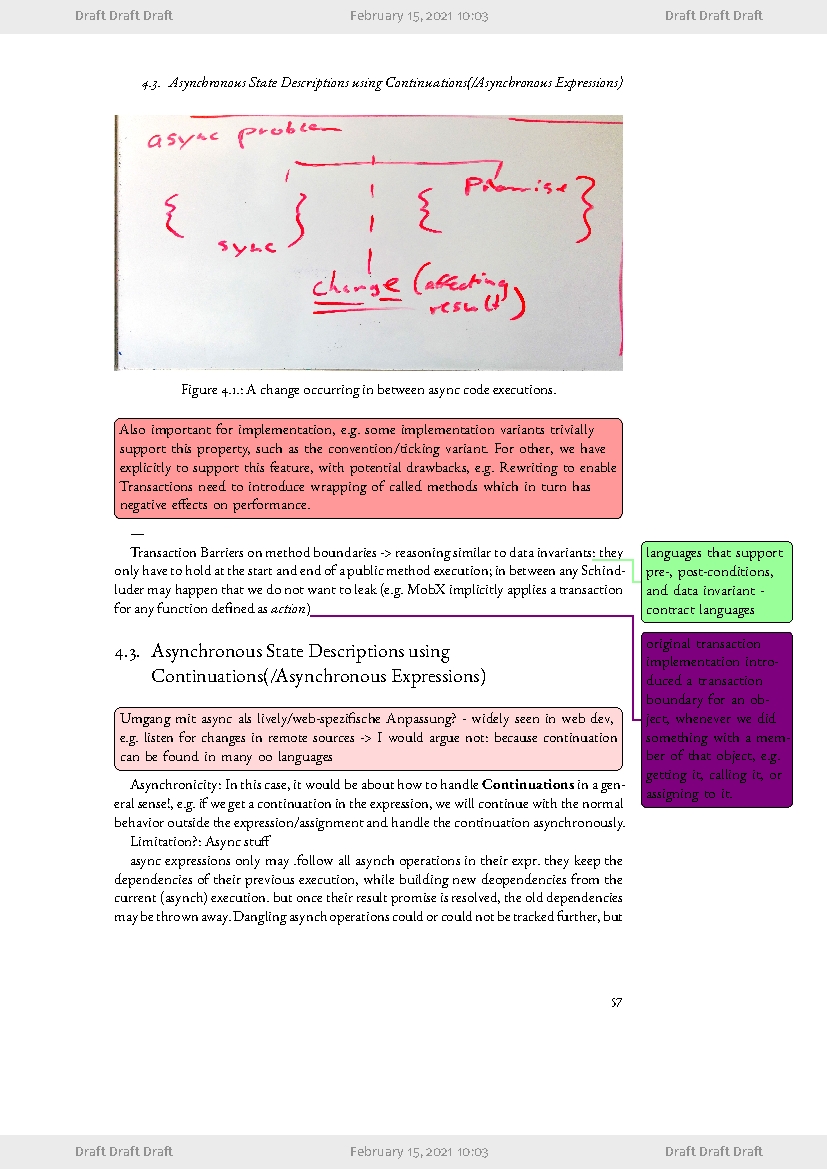 Draft Draft Draft February 15, 2021 10:03 Draft Draft Draft
4.3. Asynchronous State Descriptions using Continuations(/Asynchronous Expressions)
async problem
{ } { Promise }
sync
change (affecting
result)
Figure 4.1.: A change occurring in between async code executions.
Also important for implementation, e.g. some implementation variants trivially
support this property, such as the convention/ticking variant. For other, we have
explicitly to support this feature, with potential drawbacks, e.g. Rewriting to enable
Transactions need to introduce wrapping of called methods which in turn has
negative effects on performance.
—
Transaction Barriers on method boundaries -> reasoning similar to data invariants: they
only have to hold at the start and end of a public method execution; in between any Schind-
luder may happen that we do not want to leak (e.g. MobX implicitly applies a transaction
for any function defined as action)
languages that support
pre-, post-conditions,
and data invariant -
contract languages
original transaction
implementation intro-
duced a transaction
boundary for an ob-
ject, whenever we did
something with a mem-
ber of that object, e.g.
getting it, calling it, or
assigning to it.
4.3. Asynchronous State Descriptions using
Continuations(/Asynchronous Expressions)
Umgang mit async als lively/web-spezifische Anpassung? - widely seen in web dev,
e.g. listen for changes in remote sources -> I would argue not: because continuation
can be found in many oo languages
Asynchronicity: In this case, it would be about how to handle Continuations in a gen-
eral sense!, e.g. if we get a continuation in the expression, we will continue with the normal
behavior outside the expression/assignment and handle the continuation asynchronously.
Limitation?: Async stuff
async expressions only may .follow all asynch operations in their expr. they keep the
dependencies of their previous execution, while building new deopendencies from the
current (asynch) execution. but once their result promise is resolved, the old dependencies
may be thrown away. Dangling asynch operations could or could not be tracked further, but
57
Draft Draft Draft February 15, 2021 10:03 Draft Draft Draft